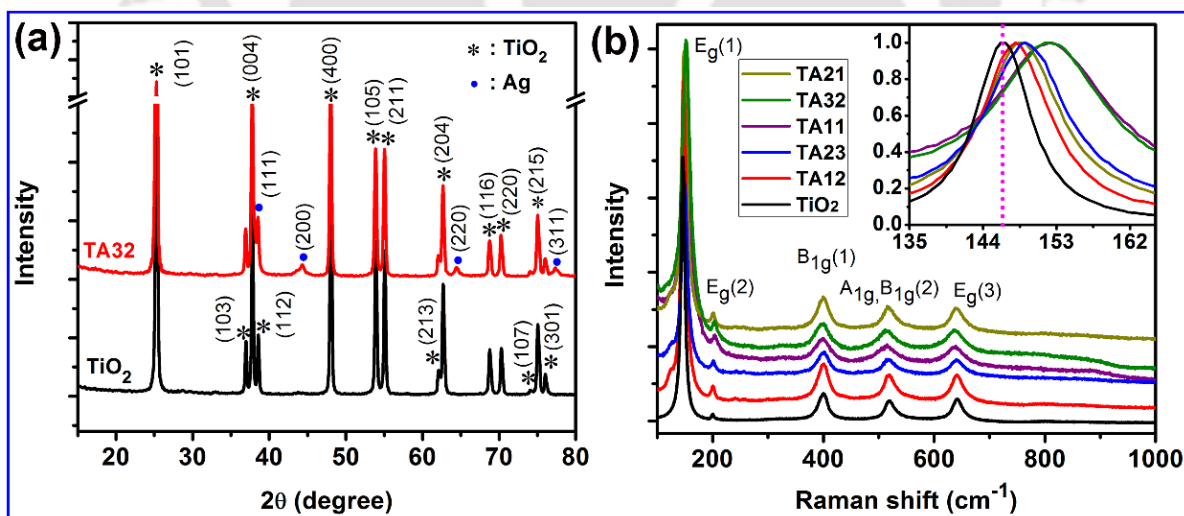 (a)
* : TiO2
• : Ag
(101)
(004)
(111)
(200)
(400)
(105)
(211)
(204)
(220)
(116)
(220)
(215)
(311)
TA32
(103)
(112)
(213)
(107)
(301)
TiO2
Intensity
20 30 40 50 60 70 80
2θ (degree)
(b)
Eg(1)
TA21
TA32
TA11
TA23
TA12
TiO2
1.0
0.8
0.6
0.4
0.2
0.0
135 144 153 162
Eg(2)
B1g(1)
A1g,B1g(2)
Eg(3)
Intensity
200 400 600 800 1000
Raman shift (cm-1)